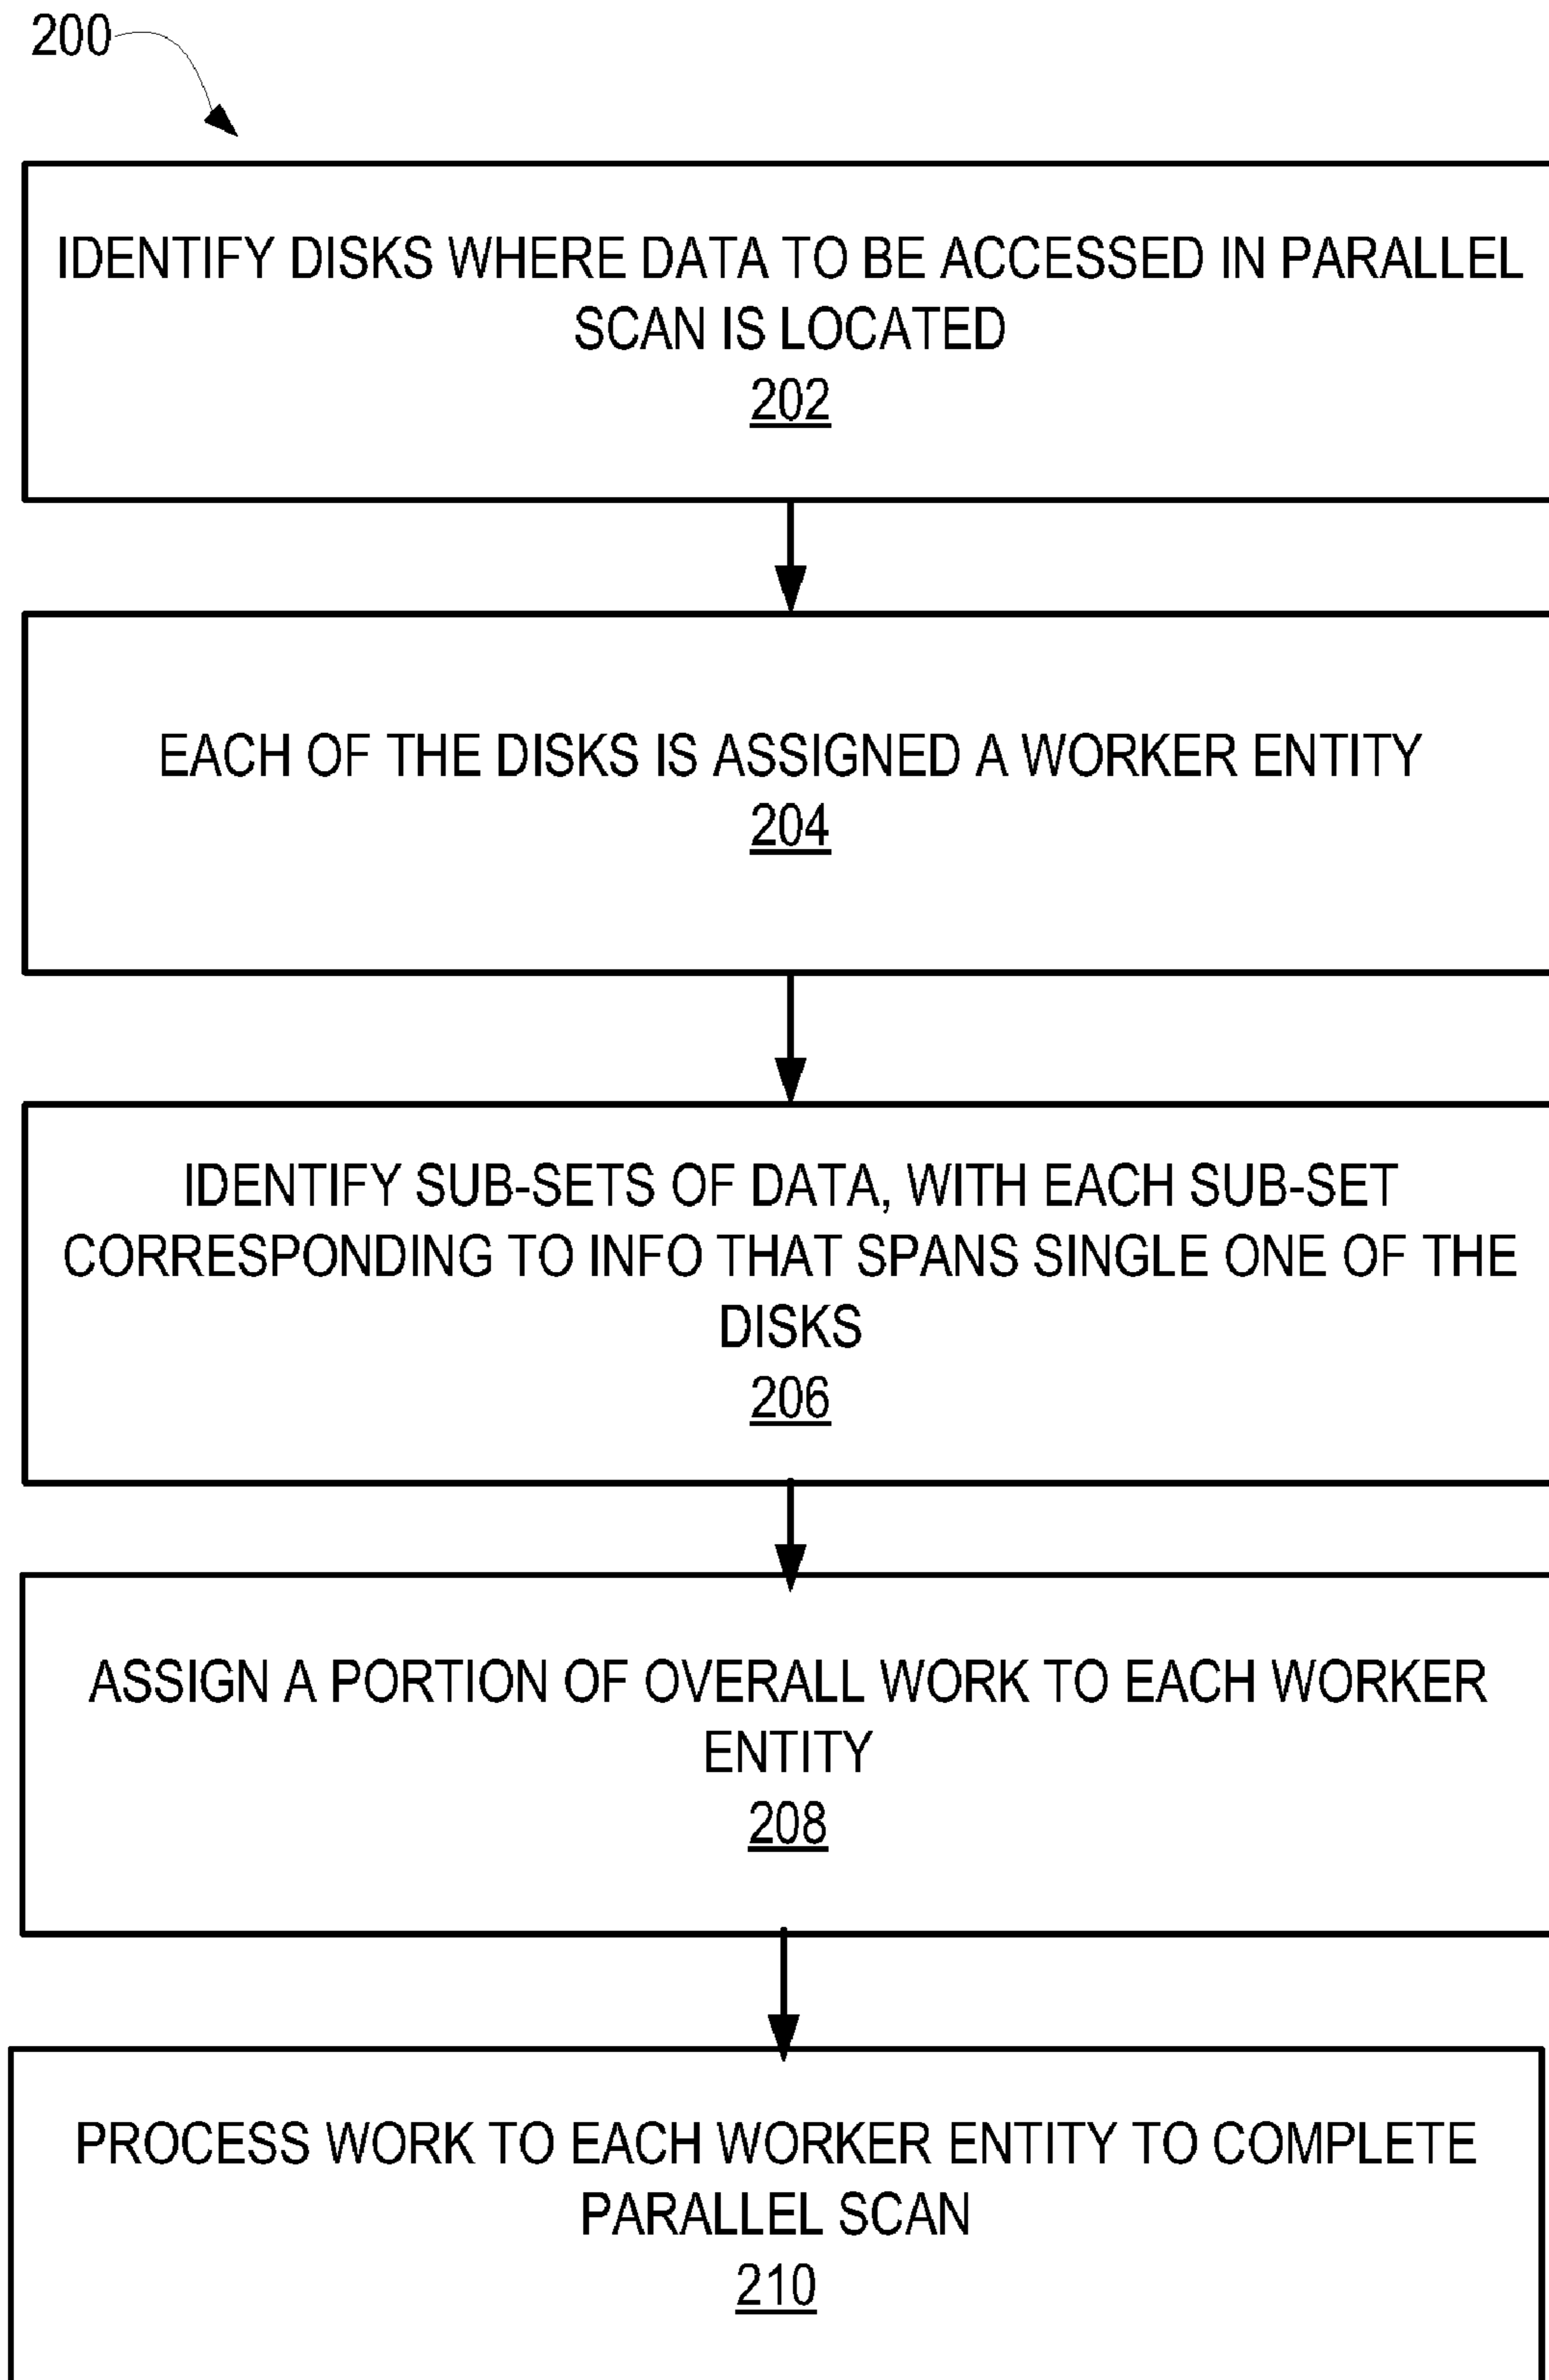 200
IDENTIFY DISKS WHERE DATA TO BE ACCESSED IN PARALLEL
SCAN IS LOCATED
202
EACH OF THE DISKS IS ASSIGNED A WORKER ENTITY
204
IDENTIFY SUB-SETS OF DATA, WITH EACH SUB-SET
CORRESPONDING TO INFO THAT SPANS SINGLE ONE OF THE
DISKS
206
ASSIGN A PORTION OF OVERALL WORK TO EACH WORKER
ENTITY
208
PROCESS WORK TO EACH WORKER ENTITY TO COMPLETE
PARALLEL SCAN
210